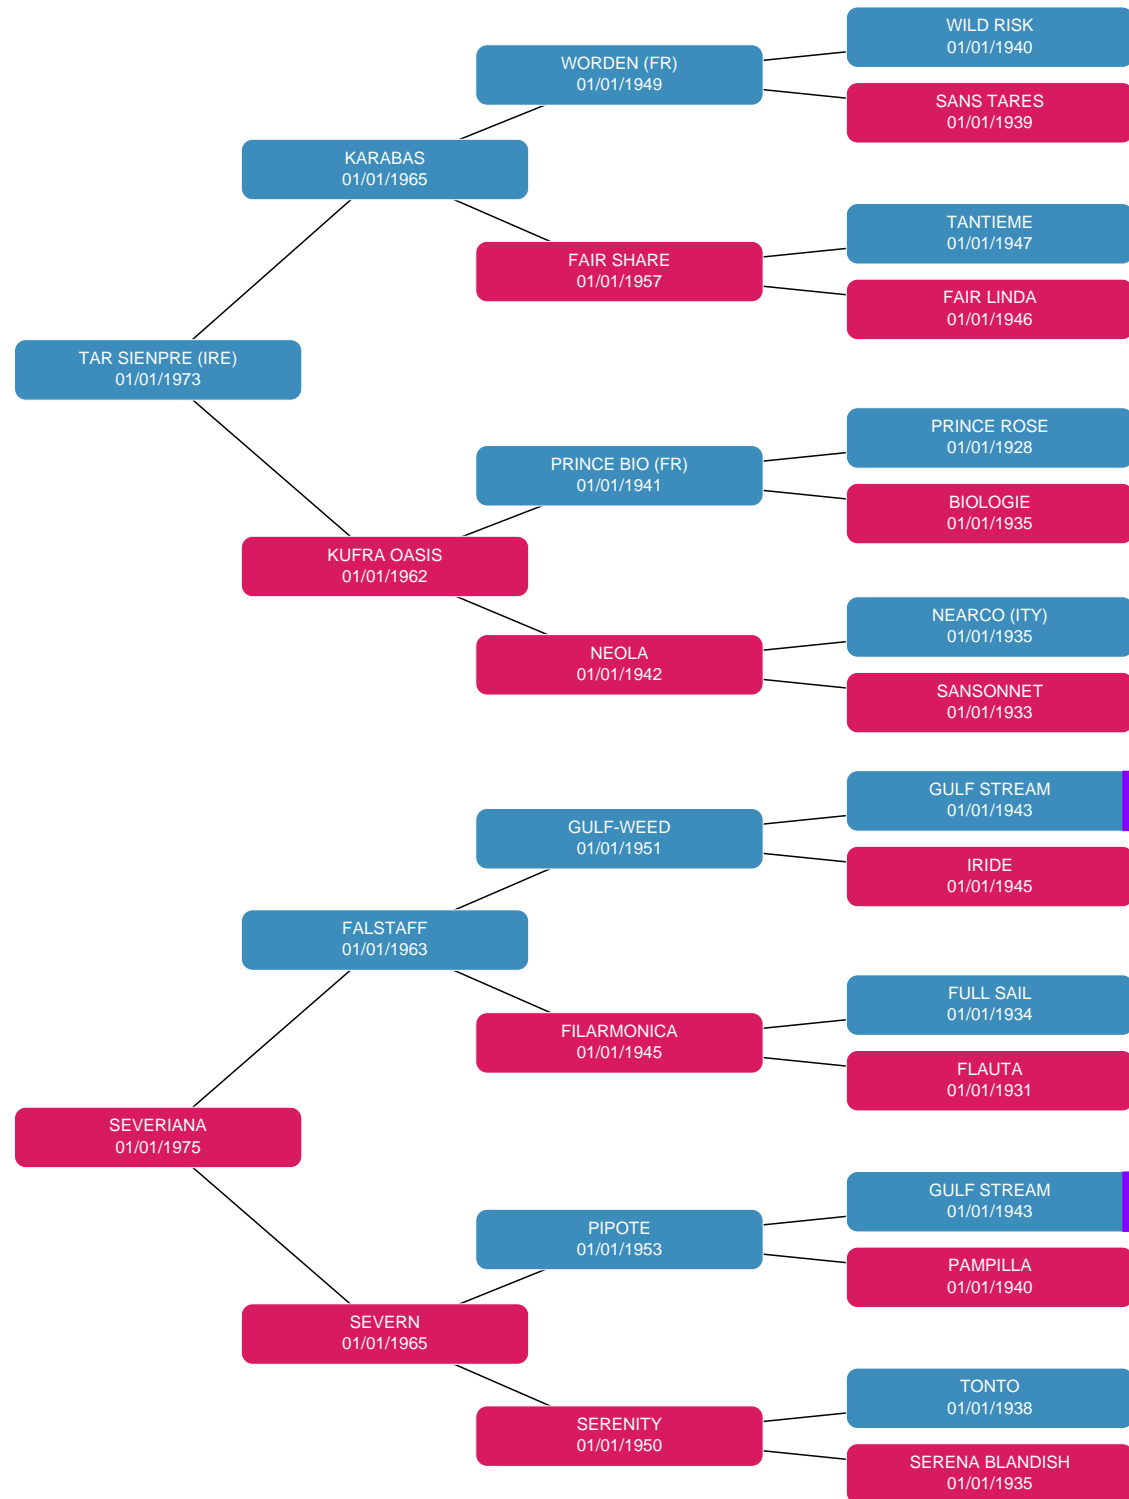 WILD RISK
01/01/1940
WORDEN (FR)
01/01/1949
SANS TARES
01/01/1939
KARABAS
01/01/1965
TANTIEME
01/01/1947
FAIR SHARE
01/01/1957
FAIR LINDA
01/01/1946
TAR SIENPRE (IRE)
01/01/1973
PRINCE ROSE
01/01/1928
PRINCE BIO (FR)
01/01/1941
BIOLOGIE
01/01/1935
KUFRA OASIS
01/01/1962
NEARCO (ITY)
01/01/1935
NEOLA
01/01/1942
SANSONNET
01/01/1933
GULF STREAM
01/01/1943
GULF-WEED
01/01/1951
IRIDE
01/01/1945
FALSTAFF
01/01/1963
FULL SAIL
01/01/1934
FILARMONICA
01/01/1945
FLAUTA
01/01/1931
SEVERIANA
01/01/1975
GULF STREAM
01/01/1943
PIPOTE
01/01/1953
PAMPILLA
01/01/1940
SEVERN
01/01/1965
TONTO
01/01/1938
SERENITY
01/01/1950
SERENA BLANDISH
01/01/1935